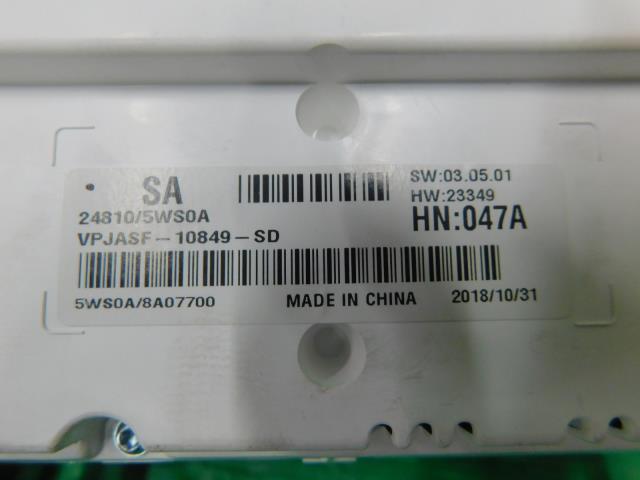 SA
SW:03.05.01
HW:23349
24810/5WS0A
HN:047A
VPJASF-10849-SD
5WS0A/8A07700
MADE IN CHINA
2018/10/31